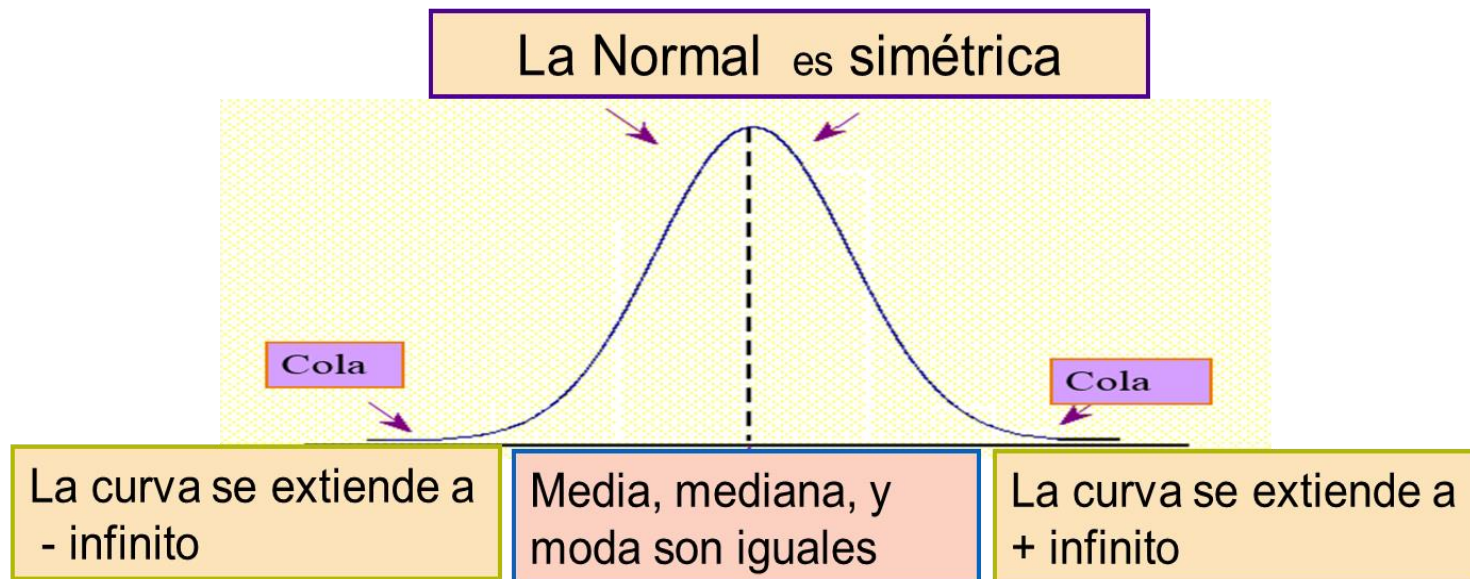 La Normal es simétrica
Cola
Cola
La curva se extiende a
- infinito
Media, mediana, y
moda son iguales
La curva se extiende a
+ infinito